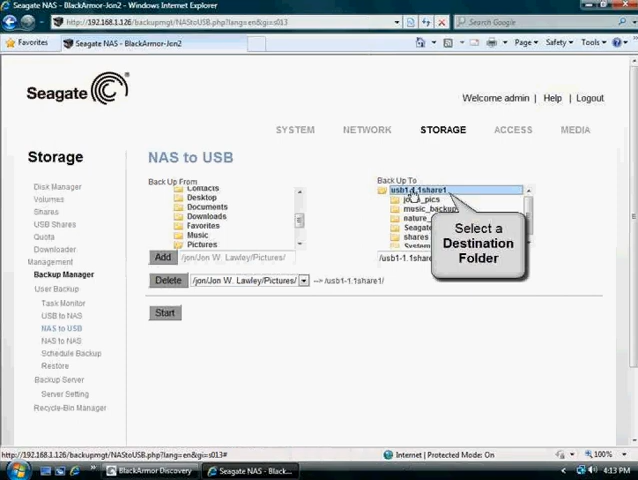 Seagate NAS - BlackArmor-Jon2 - Windows Internet Explorer
http://192.168.1.126/backupmgt/NAStoUSB.php?lang=en&gi=s013
Google Search
Favorites
Seagate NAS - BlackArmor-Jon2
Page
Safety
Tools
Seagate
Welcome admin | Help | Logout
SYSTEM NETWORK STORAGE ACCESS MEDIA
Storage
NAS to USB
Disk Manager
Volumes
Shares
USB Shares
Quota
Downloader
Management
Backup Manager
User Backup
Task Monitor
USB to NAS
NAS to USB
NAS to NAS
Schedule Backup
Restore
Backup Server
Server Setting
Recycle-Bin Manager
Back Up From
Contacts
Desktop
Documents
Downloads
Favorites
Music
Pictures
Back Up To
usb1-1.1share1
music_backup
nature_
Seagate
shares
System
Add
/jon/Jon W. Lawley/Pictures/
/usb1-1.1share
Delete
/jon/Jon W. Lawley/Pictures/
--> /usb1-1.1share1/
Start
Select a
Destination
Folder
http://192.168.1.126/backupmgt/NAStoUSB.php?lang=en&gi=s013#
Internet | Protected Mode: On
100%
BlackArmor Discovery
Seagate NAS - Black...
4:13 PM